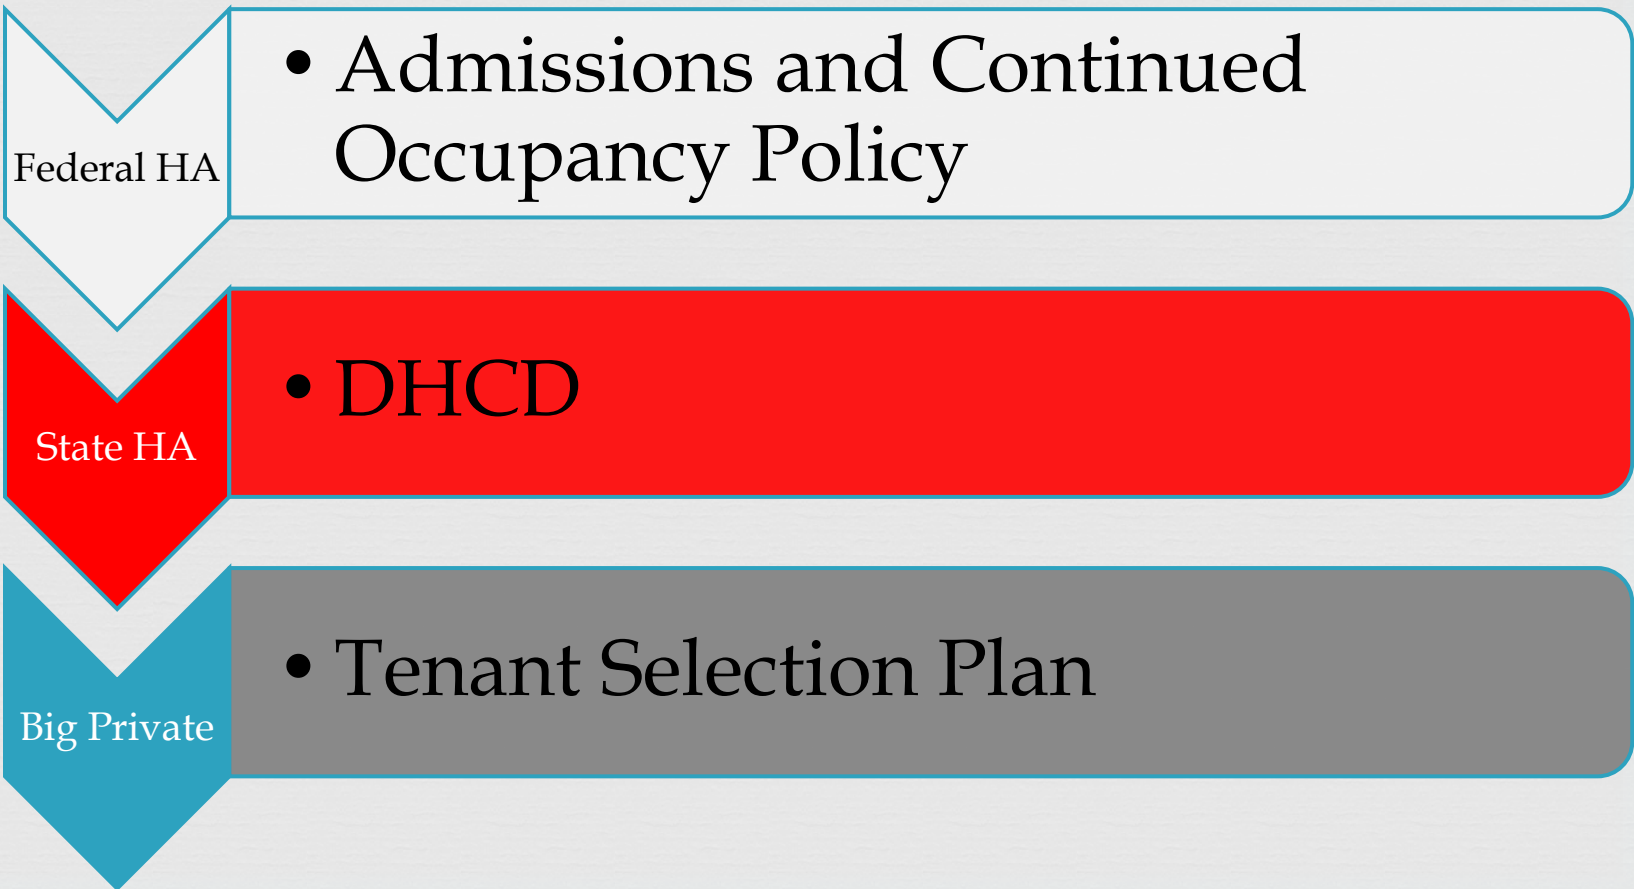 Federal HA
• Admissions and Continued
Occupancy Policy
State HA
• DHCD
Big Private
• Tenant Selection Plan